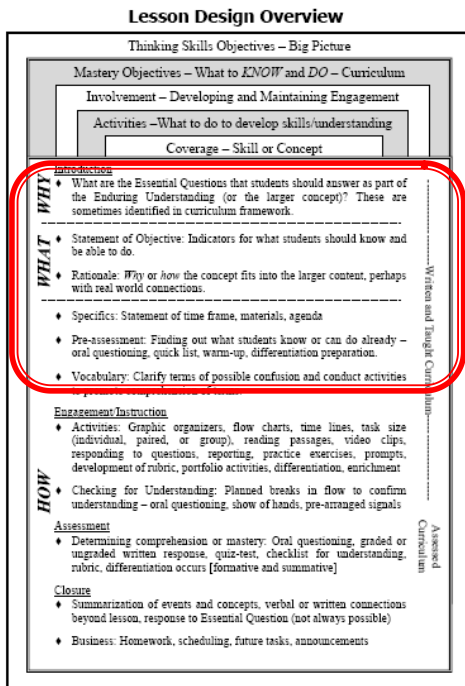 Lesson Design Overview
Thinking Skills Objectives – Big Picture
Mastery Objectives – What to KNOW and DO – Curriculum
Involvement – Developing and Maintaining Engagement
Activities –What to do to develop skills/understanding
Coverage – Skill or Concept
WHY
Introduction
♦ What are the Essential Questions that students should answer as part of
the Enduring Understanding (or the larger concept)? These are
sometimes identified in curriculum framework.
WHAT
♦ Statement of Objective: Indicators for what students should know and
be able to do.
♦ Rationale: Why or how the concept fits into the larger content, perhaps
with real world connections.
♦ Specifics: Statement of time frame, materials, agenda
♦ Pre-assessment: Finding out what students know or can do already –
oral questioning, quick list, warm-up, differentiation preparation.
♦ Vocabulary: Clarify terms of possible confusion and conduct activities
HOW
Engagement/Instruction
♦ Activities: Graphic organizers, flow charts, time lines, task size
(individual, paired, or group), reading passages, video clips,
responding to questions, reporting, practice exercises, prompts,
development of rubric, portfolio activities, differentiation, enrichment
♦ Checking for Understanding: Planned breaks in flow to confirm
understanding – oral questioning, show of hands, pre-arranged signals
Assessment
♦ Determining comprehension or mastery: Oral questioning, graded or
ungraded written response, quiz-test, checklist for understanding,
rubric, differentiation occurs [formative and summative]
Closure
♦ Summarization of events and concepts, verbal or written connections
beyond lesson, response to Essential Question (not always possible)
♦ Business: Homework, scheduling, future tasks, announcements
Written and Taught Curriculum
Assessed
Curriculum